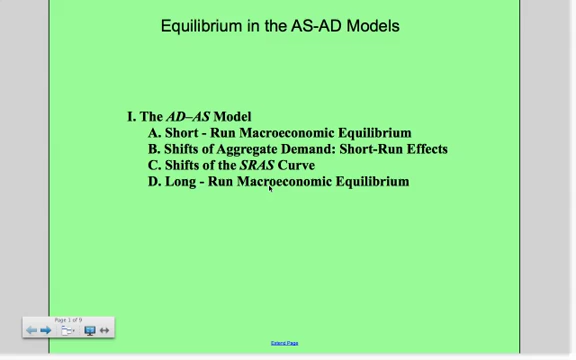 Equilibrium in the AS-AD Models
I. The AD–AS Model
A. Short - Run Macroeconomic Equilibrium
B. Shifts of Aggregate Demand: Short-Run Effects
C. Shifts of the SRAS Curve
D. Long - Run Macroeconomic Equilibrium
Page 1 of 9
Extend Page